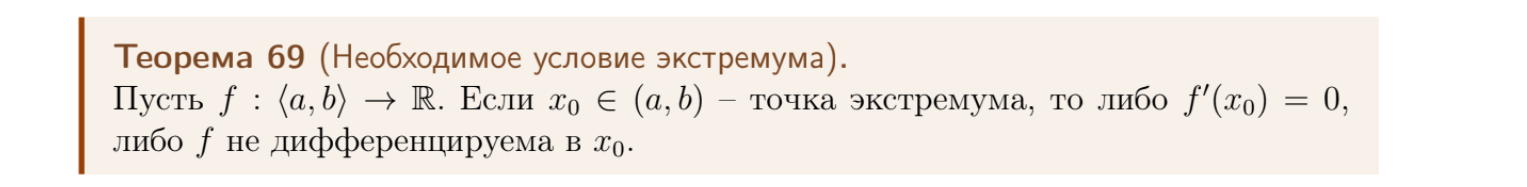 Теорема 69 (Необходимое условие экстремума).
Пусть f : ⟨a, b⟩ → ℝ. Если x₀ ∈ (a, b) – точка экстремума, то либо f′(x₀) = 0,
либо f не дифференцируема в x₀.